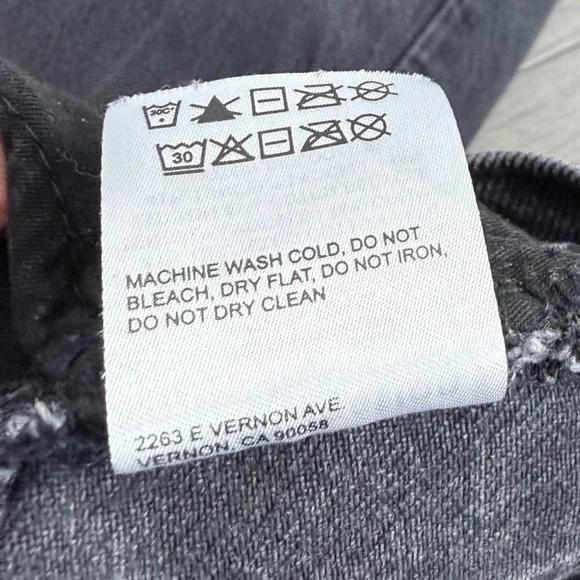 30C°
30
MACHINE WASH COLD, DO NOT
BLEACH, DRY FLAT, DO NOT IRON,
DO NOT DRY CLEAN
2263 E VERNON AVE.
VERNON, CA 90058